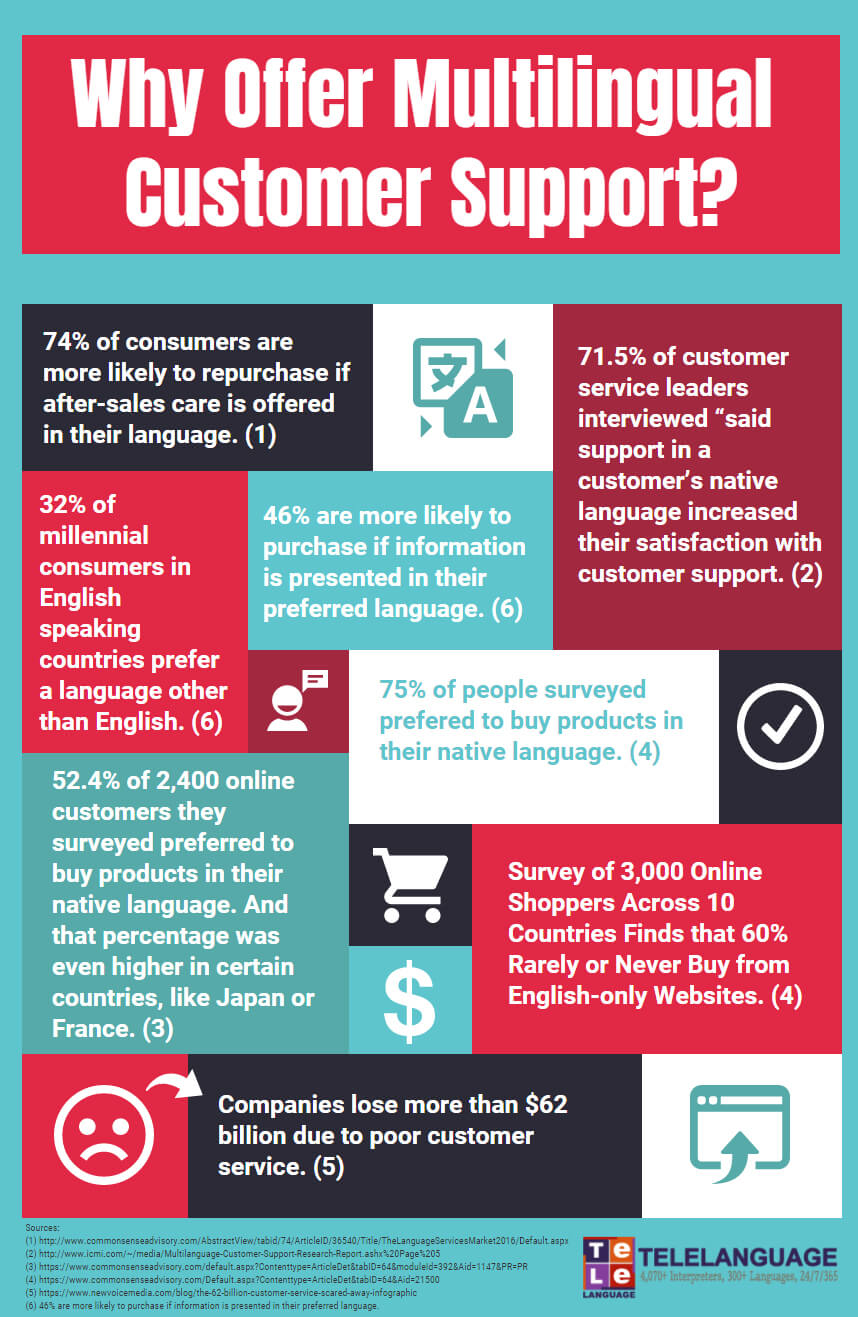 Why Offer Multilingual
Customer Support?
74% of consumers are
more likely to repurchase if
after-sales care is offered
in their language. (1)
文
A
71.5% of customer
service leaders
interviewed “said
support in a
customer’s native
language increased
their satisfaction with
customer support. (2)
32% of
millennial
consumers in
English
speaking
countries prefer
a language other
than English. (6)
46% are more likely to
purchase if information
is presented in their
preferred language. (6)
75% of people surveyed
prefered to buy products in
their native language. (4)
52.4% of 2,400 online
customers they
surveyed preferred to
buy products in their
native language. And
that percentage was
even higher in certain
countries, like Japan or
France. (3)
$
Survey of 3,000 Online
Shoppers Across 10
Countries Finds that 60%
Rarely or Never Buy from
English-only Websites. (4)
Companies lose more than $62
billion due to poor customer
service. (5)
Sources:
(1) http://www.commonsenseadvisory.com/AbstractView/tabid/74/ArticleID/36540/Title/TheLanguageServicesMarket2016/Default.aspx
(2) http://www.icmi.com/~/media/Multilanguage-Customer-Support-Research-Report.ashx%20Page%205
(3) https://www.commonsenseadvisory.com/default.aspx?Contenttype=ArticleDet&tabID=64&moduleId=392&Aid=1147&PR=PR
(4) https://www.commonsenseadvisory.com/Default.aspx?Contenttype=ArticleDet&tabID=64&Aid=21500
(5) https://www.newvoicemedia.com/blog/the-62-billion-customer-service-scared-away-infographic
(6) 46% are more likely to purchase if information is presented in their preferred language.
Te
Le
LANGUAGE
TELELANGUAGE
4,070+ Interpreters, 300+ Languages, 24/7/365